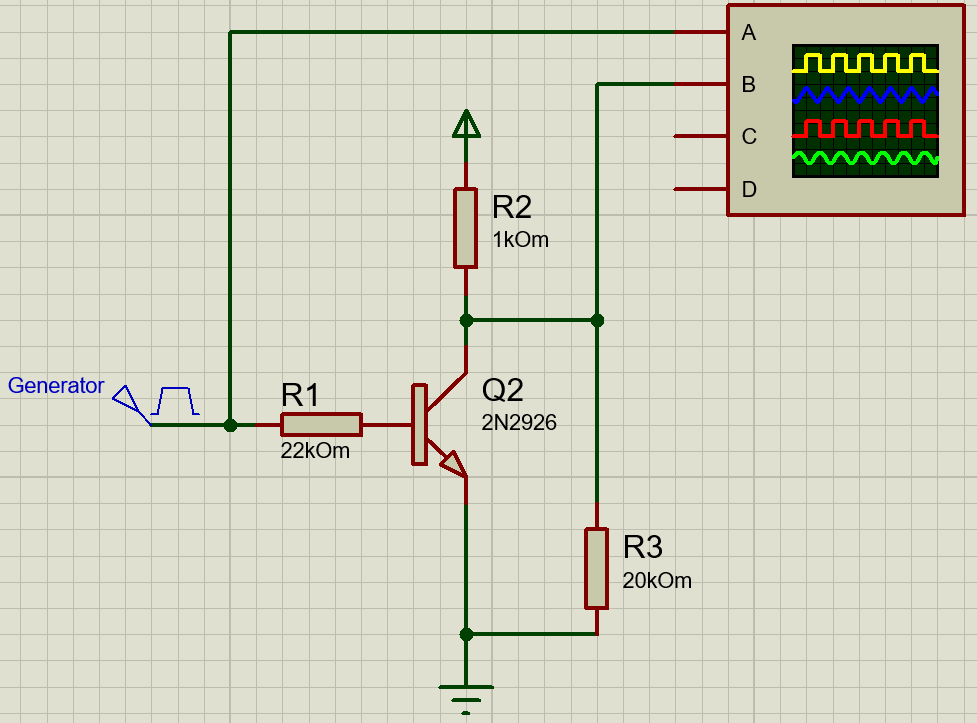 A
B
C
D
R2
1kOm
Generator
R1
22kOm
Q2
2N2926
R3
20kOm